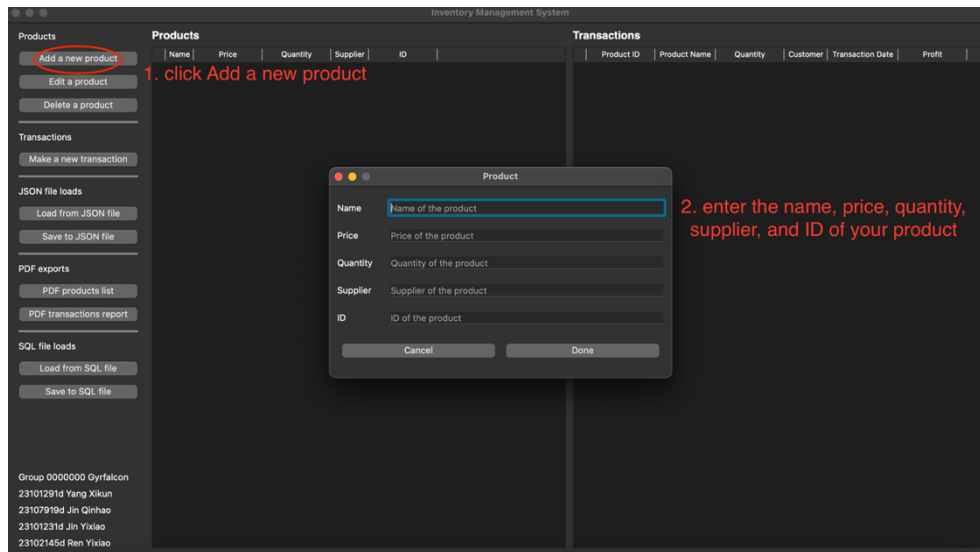 Inventory Management System
Products
Add a new product
Edit a product
Delete a product
Transactions
Make a new transaction
JSON file loads
Load from JSON file
Save to JSON file
PDF exports
PDF products list
PDF transactions report
SQL file loads
Load from SQL file
Save to SQL file
Group 0000000 Gyrfalcon
23101291d Yang Xikun
23107919d Jin Qinhao
23101231d Jin Yixiao
23102145d Ren Yixiao
Products
Name Price Quantity Supplier ID
1. click Add a new product
Transactions
Product ID Product Name Quantity Customer Transaction Date Profit
Product
Name Name of the product
Price Price of the product
Quantity Quantity of the product
Supplier Supplier of the product
ID ID of the product
Cancel Done
2. enter the name, price, quantity,
supplier, and ID of your product